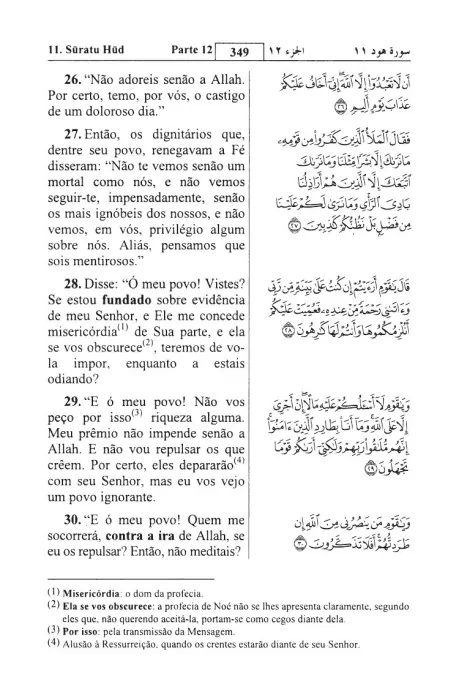 11. Sūratu Hūd Parte 12 349 الجزء ١٢ سورة هود ١١
26. “Não adoreis senão a Allah.
Por certo, temo, por vós, o castigo
de um doloroso dia.”
27. Então, os dignitários que,
dentre seu povo, renegavam a Fé
disseram: “Não te vemos senão um
mortal como nós, e não vemos
seguir-te, impensadamente, senão
os mais ignóbeis dos nossos, e não
vemos, em vós, privilégio algum
sobre nós. Aliás, pensamos que
sois mentirosos.”
28. Disse: “Ó meu povo! Vistes?
Se estou fundado sobre evidência
de meu Senhor, e Ele me concede
misericórdia(1) de Sua parte, e ela
se vos obscurece(2), teremos de vo-
la impor, enquanto a estais
odiando?
29. “E ó meu povo! Não vos
peço por isso(3) riqueza alguma.
Meu prêmio não impende senão a
Allah. E não vou repulsar os que
crêem. Por certo, eles depararão(4)
com seu Senhor, mas eu vos vejo
um povo ignorante.
30. “E ó meu povo! Quem me
socorrerá, contra a ira de Allah, se
eu os repulsar? Então, não meditais?
أَن لَّا تَعْبُدُوٓاْ إِلَّا ٱللَّهَ إِنِّىٓ أَخَافُ عَلَيْكُمْ
عَذَابَ يَوْمٍ أَلِيمٍ ٢٦
فَقَالَ ٱلْمَلَأُ ٱلَّذِينَ كَفَرُواْ مِن قَوْمِهِۦ
مَا نَرَىٰكَ إِلَّا بَشَرًا مِّثْلَنَا وَمَا نَرَىٰكَ
ٱتَّبَعَكَ إِلَّا ٱلَّذِينَ هُمْ أَرَاذِلُنَا
بَادِىَ ٱلرَّأْىِ وَمَا نَرَىٰ لَكُمْ عَلَيْنَا
مِن فَضْلٍۭ بَلْ نَظُنُّكُمْ كَٰذِبِينَ ٢٧
قَالَ يَٰقَوْمِ أَرَءَيْتُمْ إِن كُنتُ عَلَىٰ بَيِّنَةٍ مِّن رَّبِّى
وَءَاتَىٰنِى رَحْمَةً مِّنْ عِندِهِۦ فَعُمِّيَتْ عَلَيْكُمْ
أَنُلْزِمُكُمُوهَا وَأَنتُمْ لَهَا كَٰرِهُونَ ٢٨
وَيَٰقَوْمِ لَآ أَسْـَٔلُكُمْ عَلَيْهِ مَالًا إِنْ أَجْرِىَ
إِلَّا عَلَى ٱللَّهِ وَمَآ أَنَا۠ بِطَارِدِ ٱلَّذِينَ ءَامَنُوٓاْ
إِنَّهُم مُّلَٰقُواْ رَبِّهِمْ وَلَٰكِنِّىٓ أَرَىٰكُمْ قَوْمًا
تَجْهَلُونَ ٢٩
وَيَٰقَوْمِ مَن يَنصُرُنِى مِنَ ٱللَّهِ إِن
طَرَدتُّهُمْ أَفَلَا تَذَكَّرُونَ ٣٠
(1) Misericórdia: o dom da profecia.
(2) Ela se vos obscurece: a profecia de Noé não se lhes apresenta claramente, segundo
eles que, não querendo aceitá-la, portam-se como cegos diante dela.
(3) Por isso: pela transmissão da Mensagem.
(4) Alusão à Ressurreição, quando os crentes estarão diante de seu Senhor.